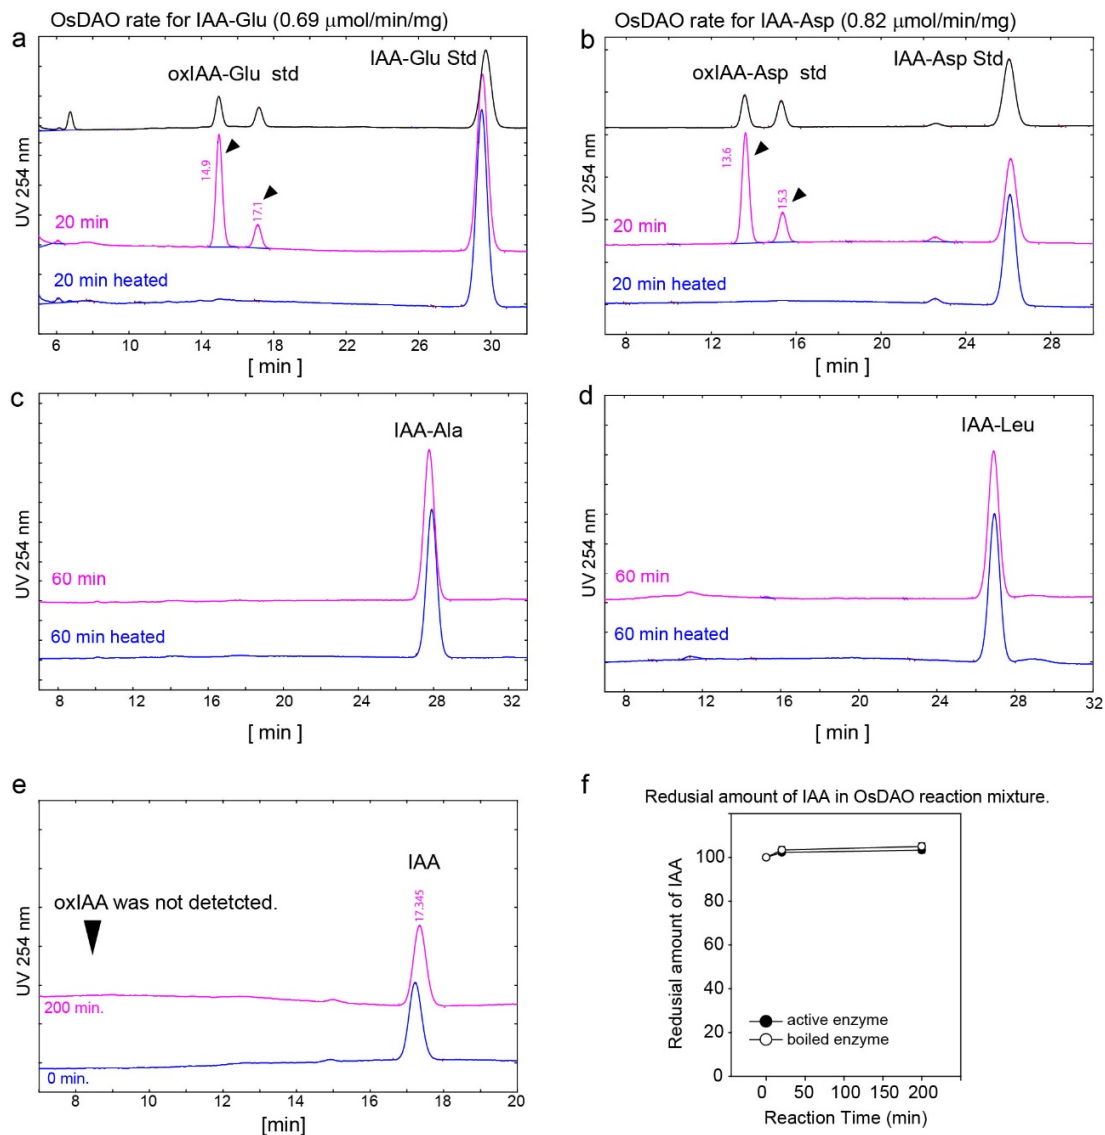 OsDAO rate for IAA-Glu (0.69 μmol/min/mg)
OsDAO rate for IAA-Asp (0.82 μmol/min/mg)
a
IAA-Glu Std
oxIAA-Glu std
14.9
17.1
20 min
20 min heated
UV 254 nm
6 10 14 18 22 26 30
[ min ]
b
IAA-Asp Std
oxIAA-Asp std
13.6
15.3
20 min
20 min heated
UV 254 nm
8 12 16 20 24 28
[ min ]
c
IAA-Ala
60 min
60 min heated
UV 254 nm
8 12 16 20 24 28 32
[ min ]
d
IAA-Leu
60 min
60 min heated
UV 254 nm
8 12 16 20 24 28 32
[ min ]
e
IAA
17.345
oxIAA was not detetcted.
200 min.
0 min.
UV 254 nm
8 9 10 11 12 13 14 15 16 17 18 19 20
[min]
f
Redusial amount of IAA in OsDAO reaction mixture.
Redusial amount of IAA
100
80
60
40
20
0
active enzyme
boiled enzyme
0 50 100 150 200
Reaction Time (min)